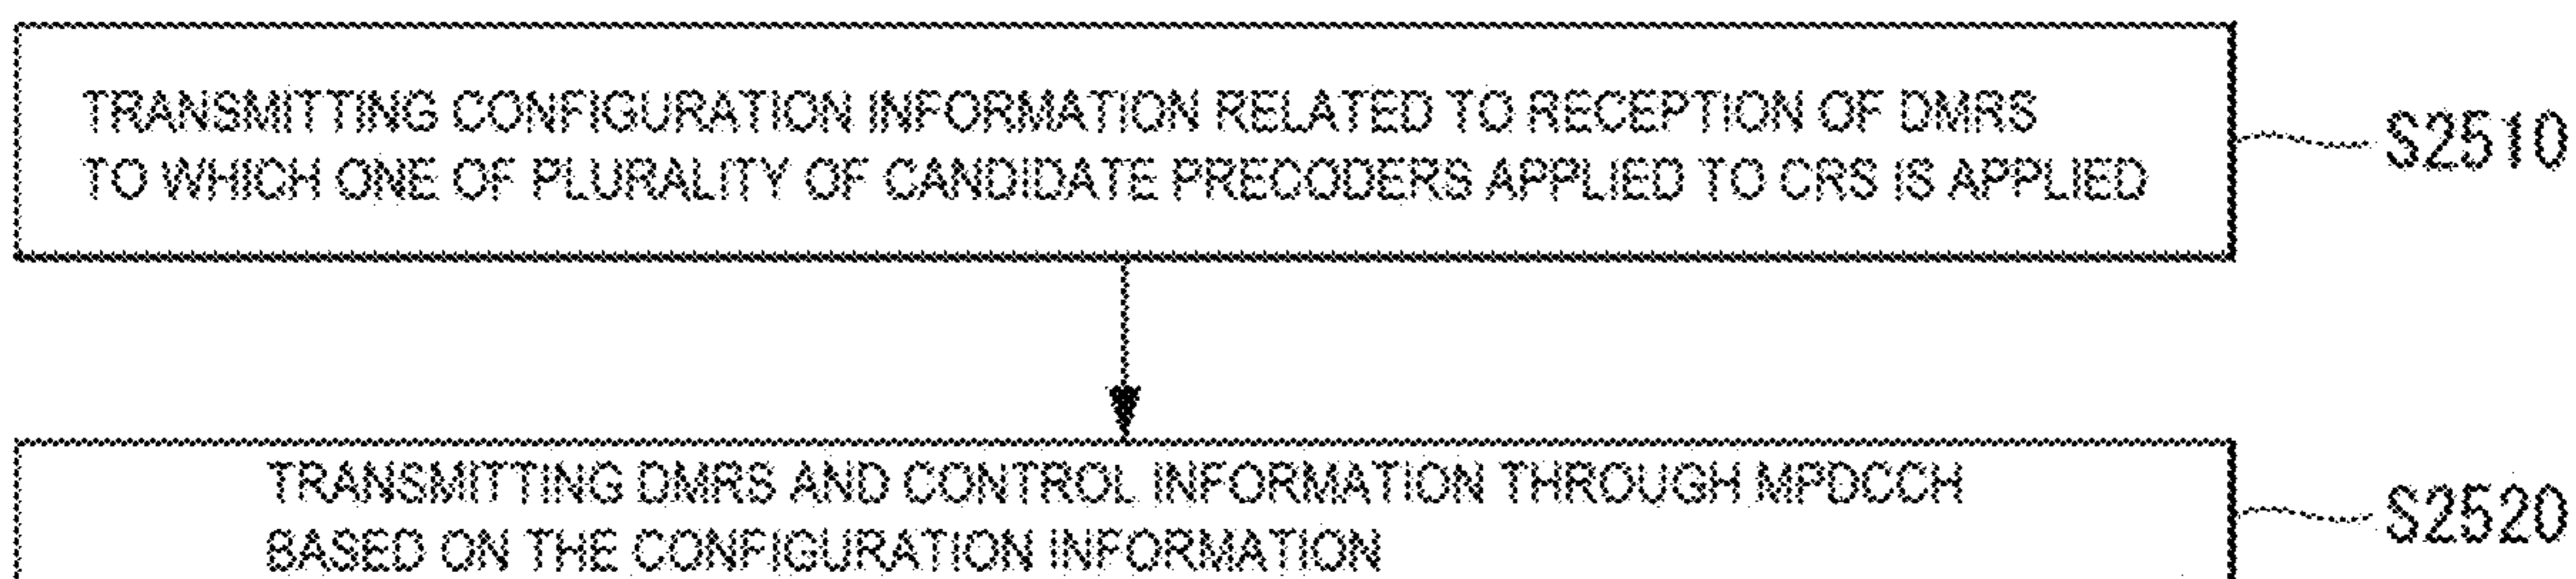 TRANSMITTING CONFIGURATION INFORMATION RELATED TO RECEPTION OF DMRS
TO WHICH ONE OF PLURALITY OF CANDIDATE PRECODERS APPLIED TO CRS IS APPLIED
S2510
TRANSMITTING DMRS AND CONTROL INFORMATION THROUGH MPDCCH
BASED ON THE CONFIGURATION INFORMATION
S2520